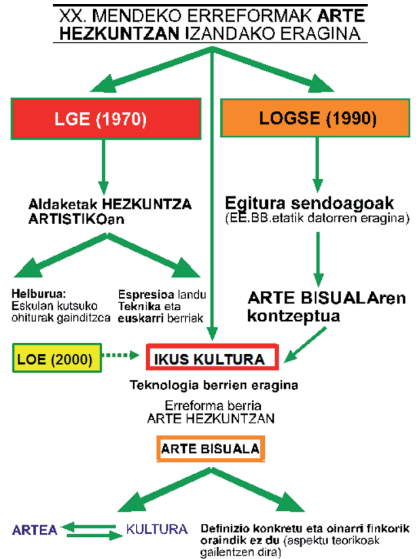 XX. MENDEKO ERREFORMAK ARTE
HEZKUNTZAN IZANDAKO ERAGINA
LGE (1970)
LOGSE (1990)
Aldaketak HEZKUNTZA
ARTISTIKOan
Egitura sendoagoak
(EE.BB.etatik datorren eragina)
Helburua:
Eskulan kutsuko
ohiturak gainditzea
Espresioa landu
Teknika eta
euskarri berriak
ARTE BISUALAren
kontzeptua
LOE (2000)
IKUS KULTURA
Teknologia berrien eragina
Erreforma berria
ARTE HEZKUNTZAN
ARTE BISUALA
ARTEA
KULTURA
Definizio konkretu eta oinarri finkorik
oraindik ez du (aspektu teorikoak
gailentzen dira)